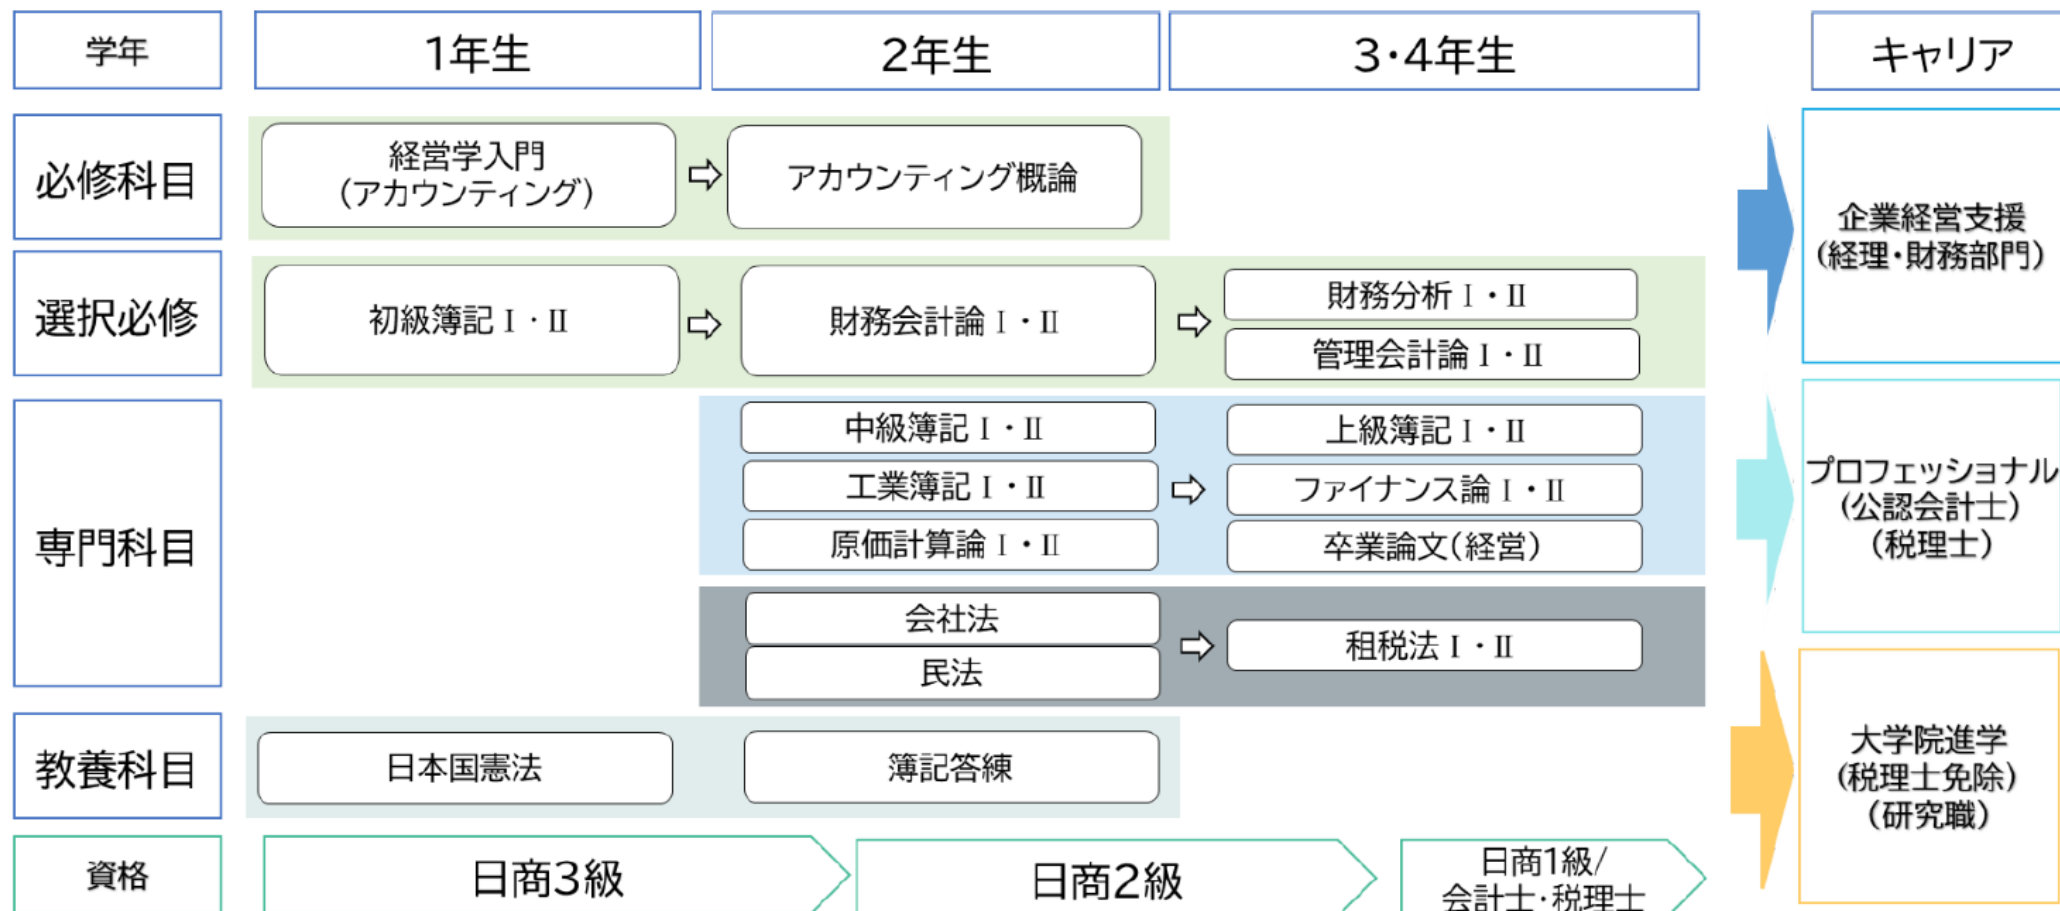 学年
1年生
2年生
3・4年生
キャリア
必修科目
経営学入門
(アカウンティング)
アカウンティング概論
選択必修
初級簿記Ⅰ・Ⅱ
財務会計論Ⅰ・Ⅱ
財務分析Ⅰ・Ⅱ
管理会計論Ⅰ・Ⅱ
専門科目
中級簿記Ⅰ・Ⅱ
工業簿記Ⅰ・Ⅱ
原価計算論Ⅰ・Ⅱ
上級簿記Ⅰ・Ⅱ
ファイナンス論Ⅰ・Ⅱ
卒業論文(経営)
会社法
民法
租税法Ⅰ・Ⅱ
教養科目
日本国憲法
簿記答練
資格
日商3級
日商2級
日商1級/
会計士・税理士
企業経営支援
(経理・財務部門)
プロフェッショナル
(公認会計士)
(税理士)
大学院進学
(税理士免除)
(研究職)